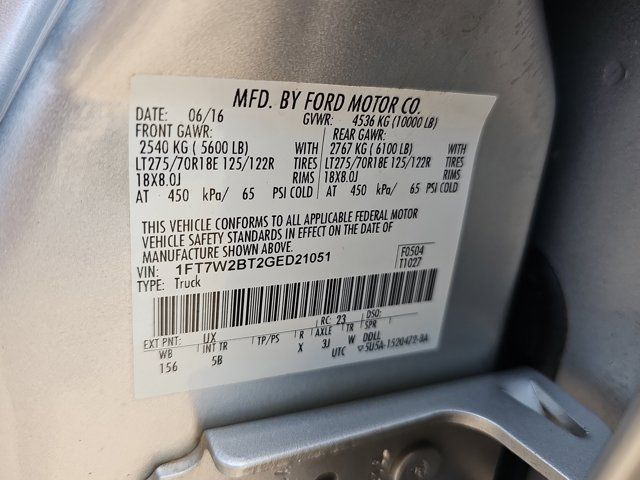 MFD. BY FORD MOTOR CO.
DATE: 06/16 GVWR: 4536 KG (10000 LB)
FRONT GAWR: REAR GAWR:
2540 KG ( 5600 LB) WITH 2767 KG ( 6100 LB) WITH
LT275/70R18E 125/122R TIRES LT275/70R18E 125/122R TIRES
18X8.0J RIMS 18X8.0J RIMS
AT 450 kPa/ 65 PSI COLD AT 450 kPa/ 65 PSI COLD
THIS VEHICLE CONFORMS TO ALL APPLICABLE FEDERAL MOTOR
VEHICLE SAFETY STANDARDS IN EFFECT ON THE DATE OF
MANUFACTURE SHOWN ABOVE.
VIN: 1FT7W2BT2GED21051 F0504
TYPE: Truck T1027
EXT PNT: UX RC: 23 DSO:
WB INT TR TP/PS R AXLE TR SPR
156 5B X 3J W DDLL
UTC